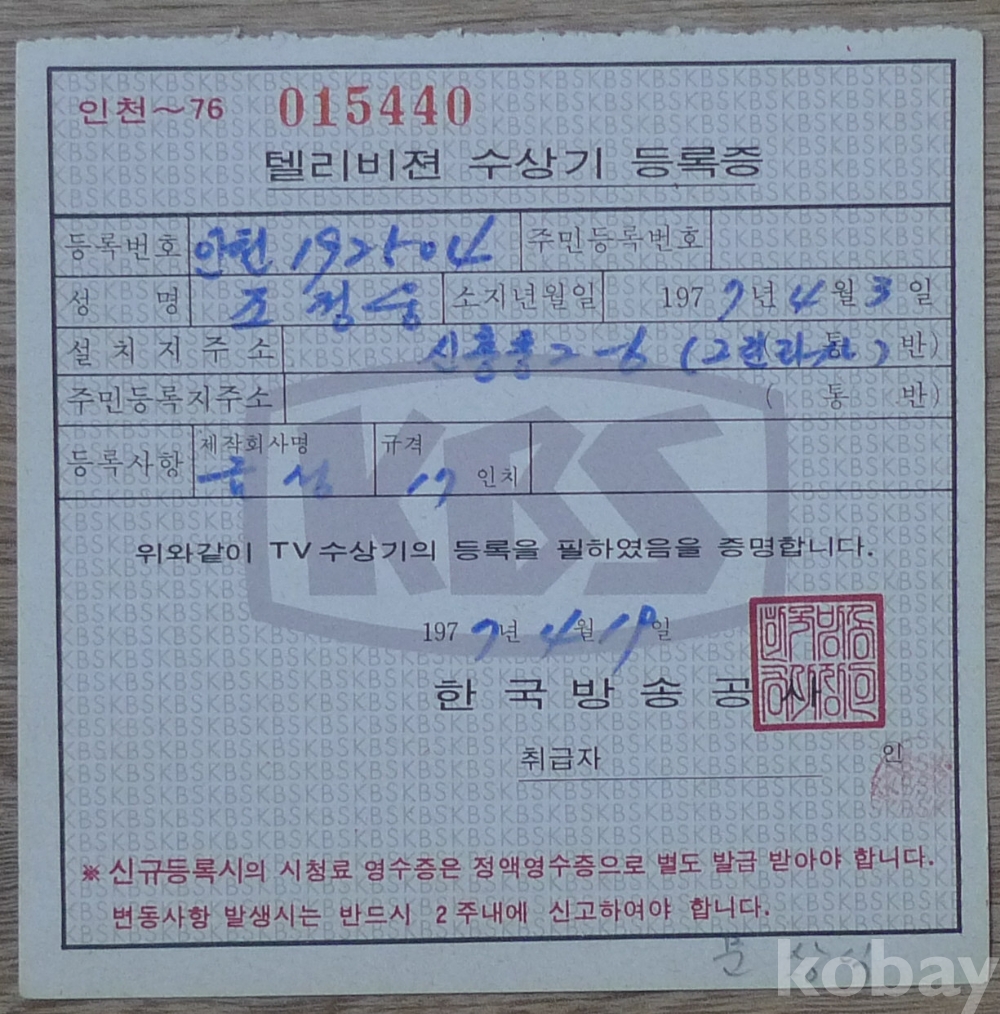 인천~76 015440
텔리비젼 수상기 등록증
등록번호 인천 192504 주민등록번호
성 명 조 정 웅 소지년월일 197 7년 4월 3일
설치지주소 신흥동 2-6 ( 통 반)
주민등록지주소 ( 통 반)
등록사항 제작회사명 금성 규격 17 인치
위와같이 TV수상기의 등록을 필하였음을 증명합니다.
KBS
197 7년 4월 19일
한국방송공사
취급자 인
※ 신규등록시의 시청료 영수증은 정액영수증으로 별도 발급 받아야 합니다.
변동사항 발생시는 반드시 2주내에 신고하여야 합니다.
kobay